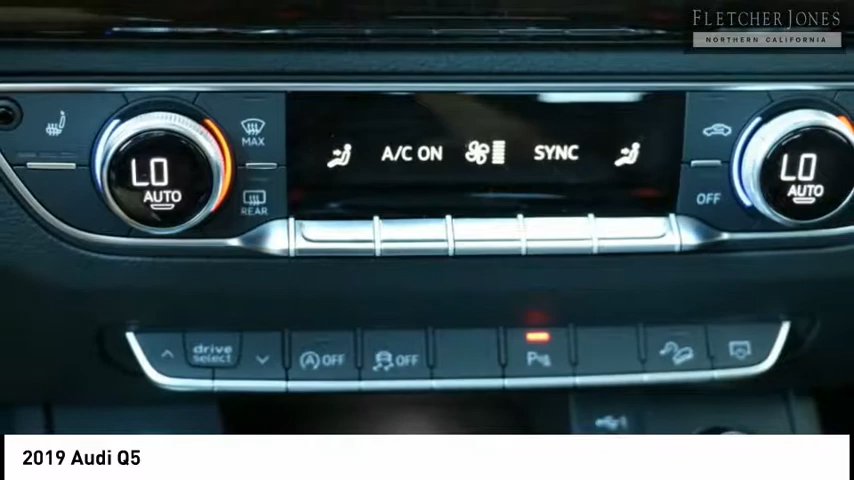 FLETCHER JONES
NORTHERN CALIFORNIA
MAX
LO
AUTO
REAR
A/C ON
SYNC
OFF
LO
AUTO
drive
select
A OFF
OFF
P
2019 Audi Q5